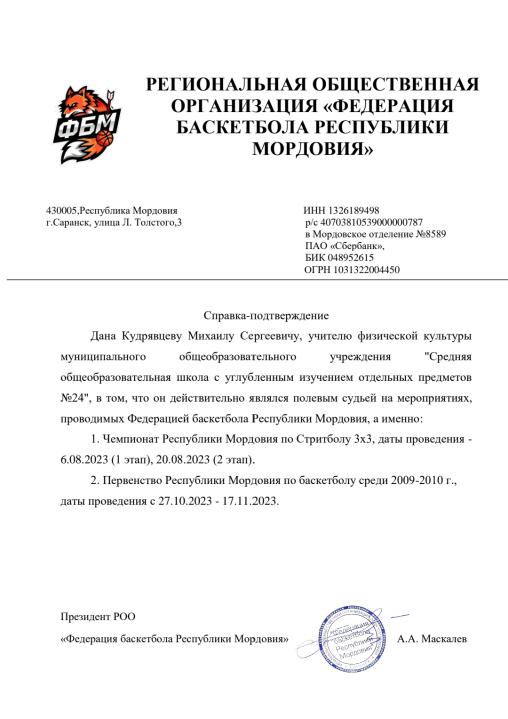 ФБМ
РЕГИОНАЛЬНАЯ ОБЩЕСТВЕННАЯ
ОРГАНИЗАЦИЯ «ФЕДЕРАЦИЯ
БАСКЕТБОЛА РЕСПУБЛИКИ
МОРДОВИЯ»
430005,Республика Мордовия
г.Саранск, улица Л. Толстого,3
ИНН 1326189498
р/с 40703810539000000787
в Мордовское отделение №8589
ПАО «Сбербанк»,
БИК 048952615
ОГРН 1031322004450
Справка-подтверждение
Дана Кудрявцеву Михаилу Сергеевичу, учителю физической культуры
муниципального общеобразовательного учреждения "Средняя
общеобразовательная школа с углубленным изучением отдельных предметов
№24", в том, что он действительно являлся полевым судьей на мероприятиях,
проводимых Федерацией баскетбола Республики Мордовия, а именно:
1. Чемпионат Республики Мордовия по Стритболу 3х3, даты проведения -
6.08.2023 (1 этап), 20.08.2023 (2 этап).
2. Первенство Республики Мордовия по баскетболу среди 2009-2010 г.,
даты проведения с 27.10.2023 - 17.11.2023.
Президент РОО
«Федерация баскетбола Республики Мордовия»
"Федерация
баскетбола
Республики
Мордовия"
А.А. Маскалев